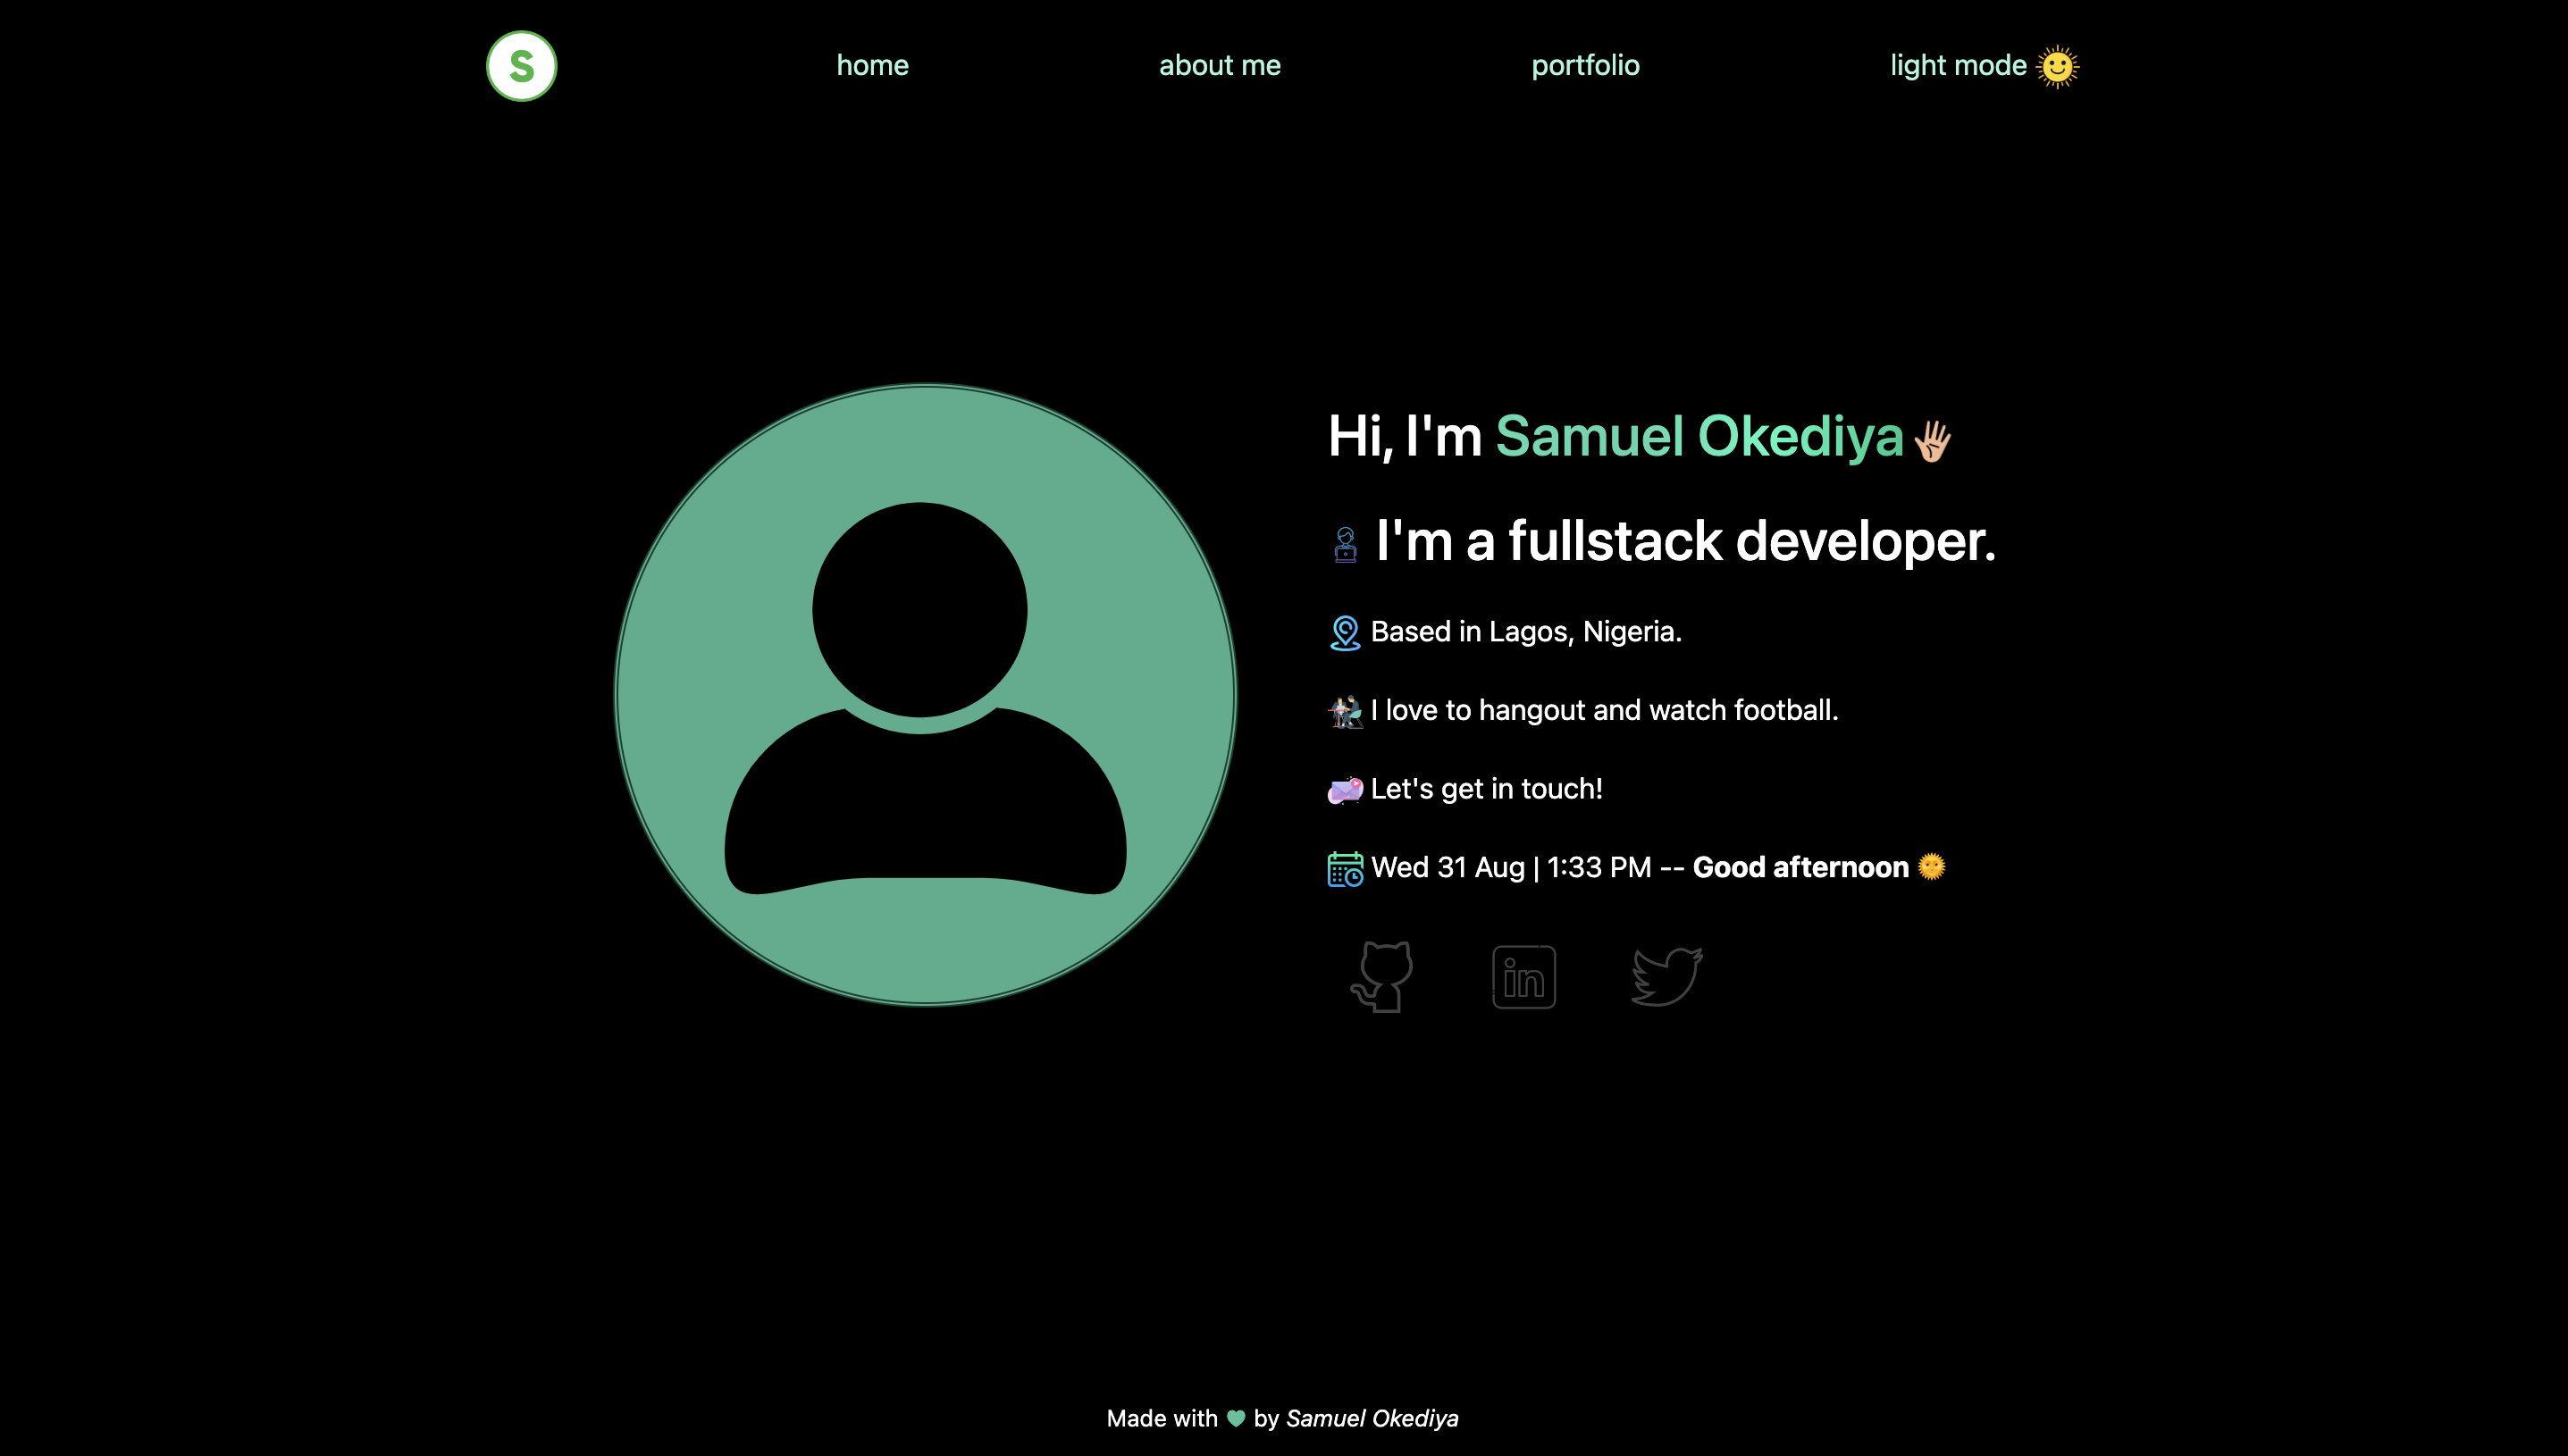 S
home about me portfolio light mode
Hi, I'm Samuel Okediya
I'm a fullstack developer.
Based in Lagos, Nigeria.
I love to hangout and watch football.
Let's get in touch!
Wed 31 Aug | 1:33 PM -- Good afternoon 🌞
in
Made with 💚 by Samuel Okediya